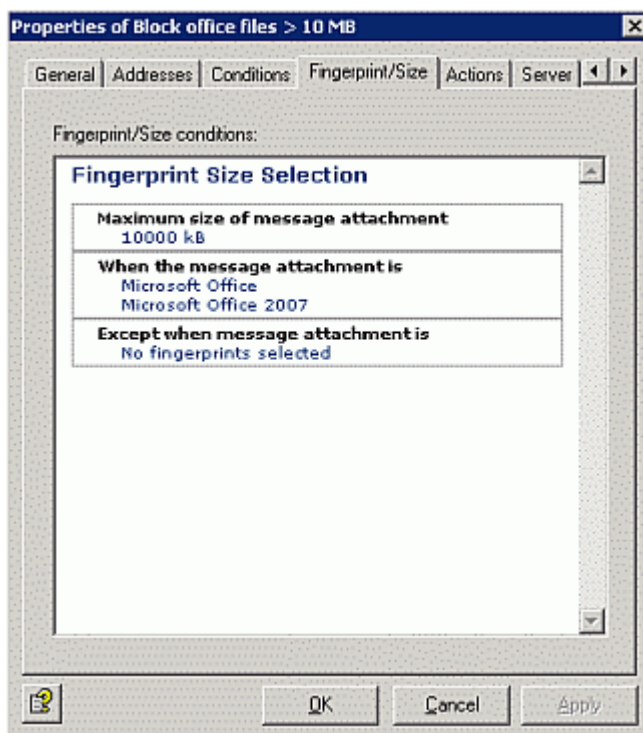 Properties of Block office files > 10 MB
General Addresses Conditions Fingerprint/Size Actions Server
Fingerprint/Size conditions:
Fingerprint Size Selection
Maximum size of message attachment
10000 kB
When the message attachment is
Microsoft Office
Microsoft Office 2007
Except when message attachment is
No fingerprints selected
OK Cancel Apply